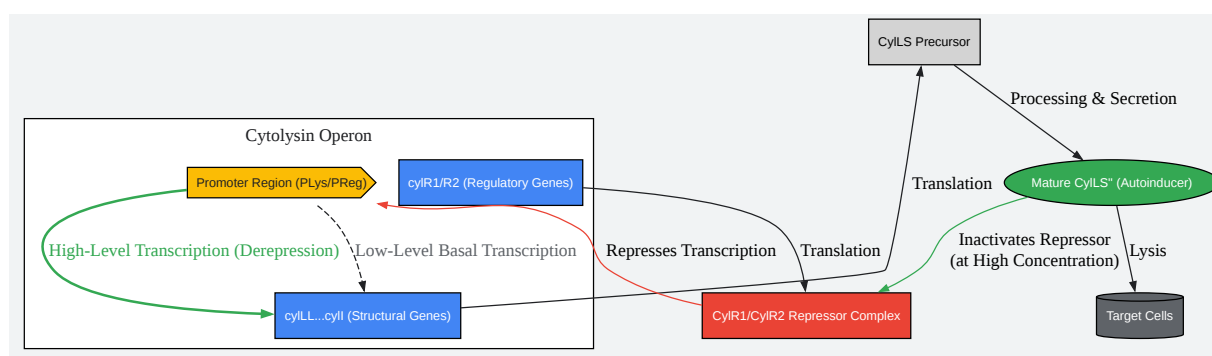 CylLS Precursor
Processing & Secretion
Cytolysin Operon
Promoter Region (PLys/PReg)
cylR1/R2 (Regulatory Genes)
Translation
Mature CylLS" (Autoinducer)
High-Level Transcription (Derepression)
Low-Level Basal Transcription
Represses Transcription
Translation
Inactivates Repressor
(at High Concentration)
Lysis
cylLL...cylI (Structural Genes)
CylR1/CylR2 Repressor Complex
Target Cells